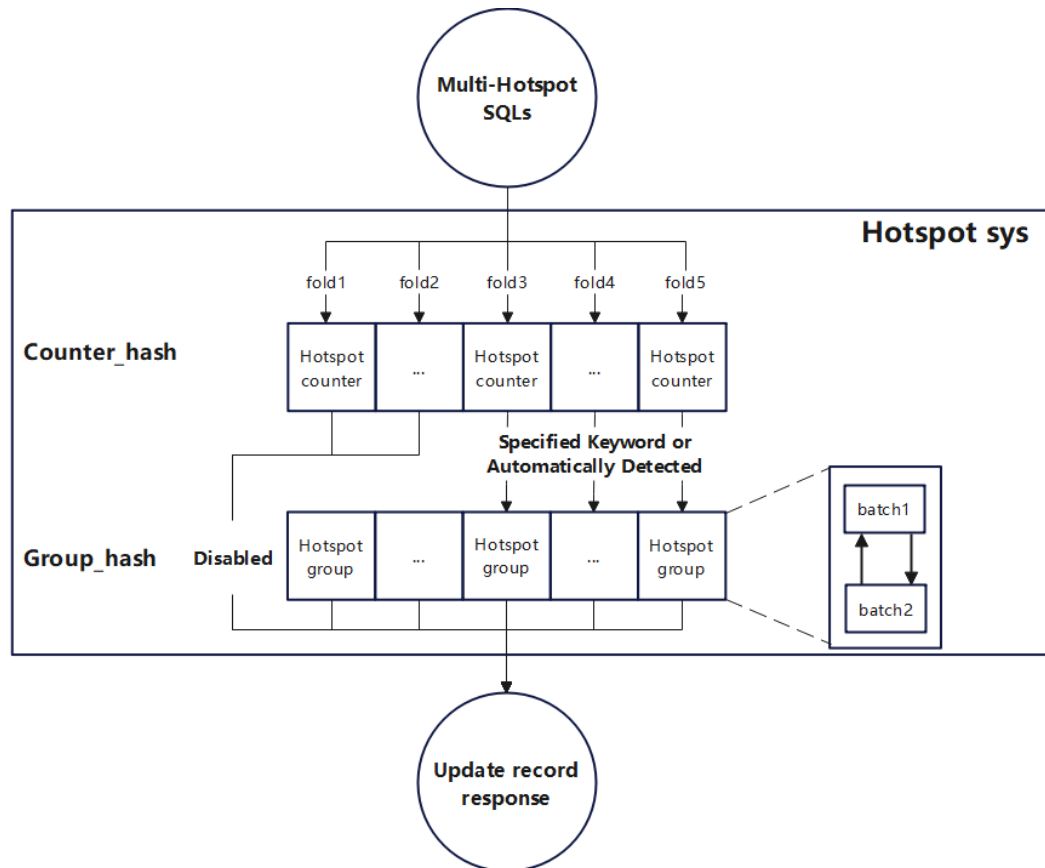 Multi-Hotspot
SQLs
Hotspot sys
fold1 fold2 fold3 fold4 fold5
Counter_hash
Hotspot
counter
...
Hotspot
counter
...
Hotspot
counter
Specified Keyword or
Automatically Detected
Group_hash
Disabled
Hotspot
group
...
Hotspot
group
...
Hotspot
group
batch1
batch2
Update record
response